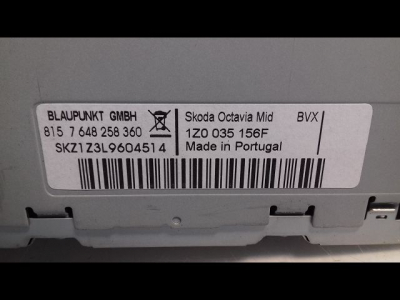 BLAUPUNKT GMBH
815 7 648 258 360
SKZ1Z3L9604514
Skoda Octavia Mid BVX
1Z0 035 156F
Made in Portugal